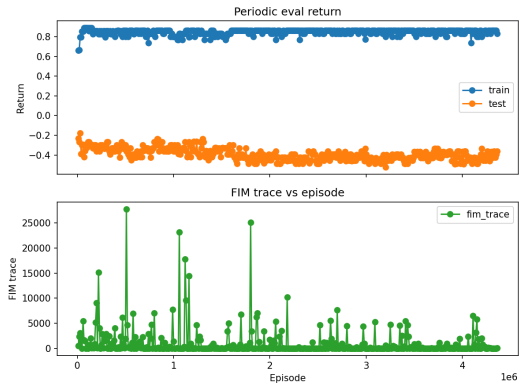 Periodic eval return
0.8
0.6
0.4
0.2
0.0
−0.2
−0.4
Return
train
test
FIM trace vs episode
25000
20000
15000
10000
5000
0
FIM trace
fim_trace
0
1
2
3
4
1e6
Episode